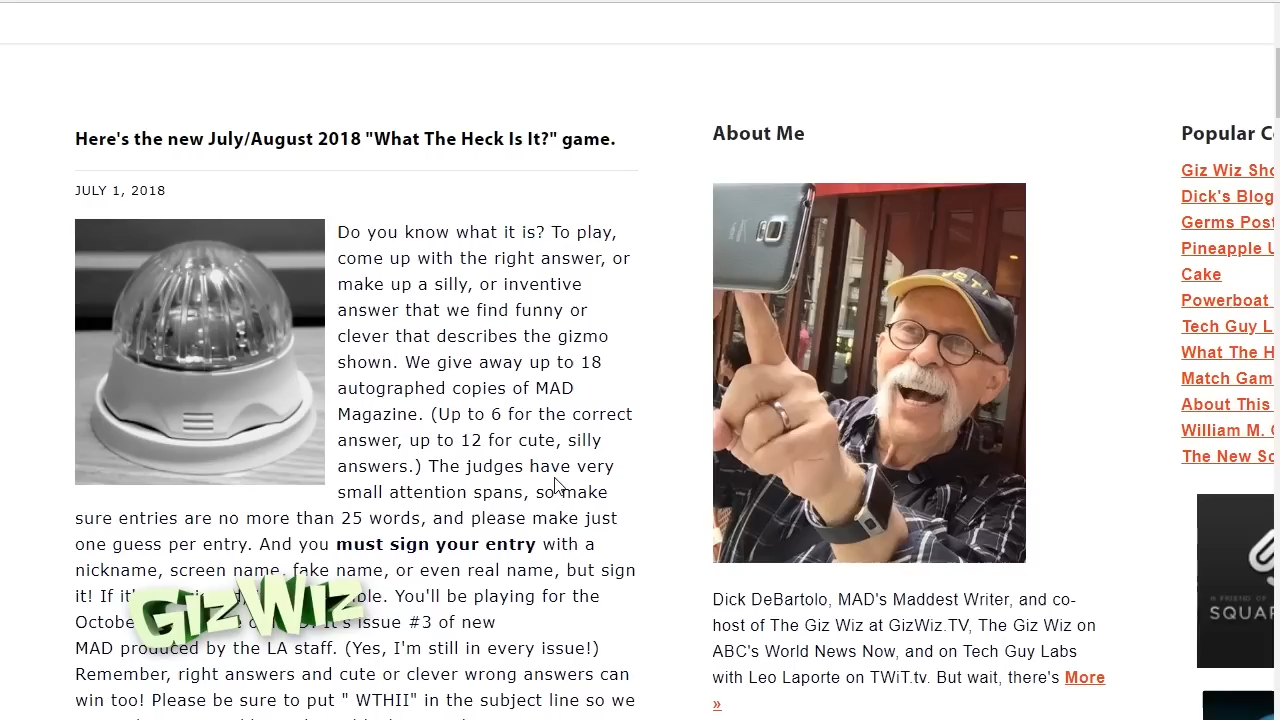 Here's the new July/August 2018 "What The Heck Is It?" game.
JULY 1, 2018
Do you know what it is? To play,
come up with the right answer, or
make up a silly, or inventive
answer that we find funny or
clever that describes the gizmo
shown. We give away up to 18
autographed copies of MAD
Magazine. (Up to 6 for the correct
answer, up to 12 for cute, silly
answers.) The judges have very
small attention spans, so make
sure entries are no more than 25 words, and please make just
one guess per entry. And you must sign your entry with a
nickname, screen name, fake name, or even real name, but sign
it! If You'll be playing for the
issue #3 of new
MAD produced by the LA staff. (Yes, I'm still in every issue!)
Remember, right answers and cute or clever wrong answers can
win too! Please be sure to put " WTHII" in the subject line so we
GIZ WIZ
About Me
Dick DeBartolo, MAD's Maddest Writer, and co-
host of The Giz Wiz at GizWiz.TV, The Giz Wiz on
ABC's World News Now, and on Tech Guy Labs
with Leo Laporte on TWiT.tv. But wait, there's More
»
Popular
Giz Wiz
Dick's Blog
Germs
Pineapple
Cake
Powerboat
Tech Guy
What The
Match
About This
William M.
The New
A FRIEND OF